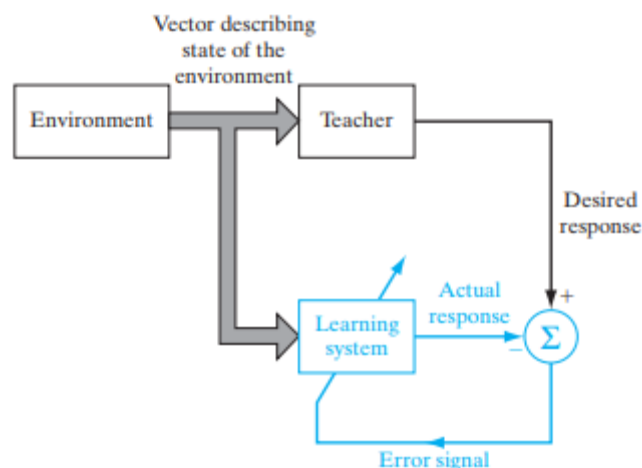 Vector describing
state of the
environment
Environment
Teacher
Desired
response
Learning
system
Actual
response
+
−
Σ
Error signal